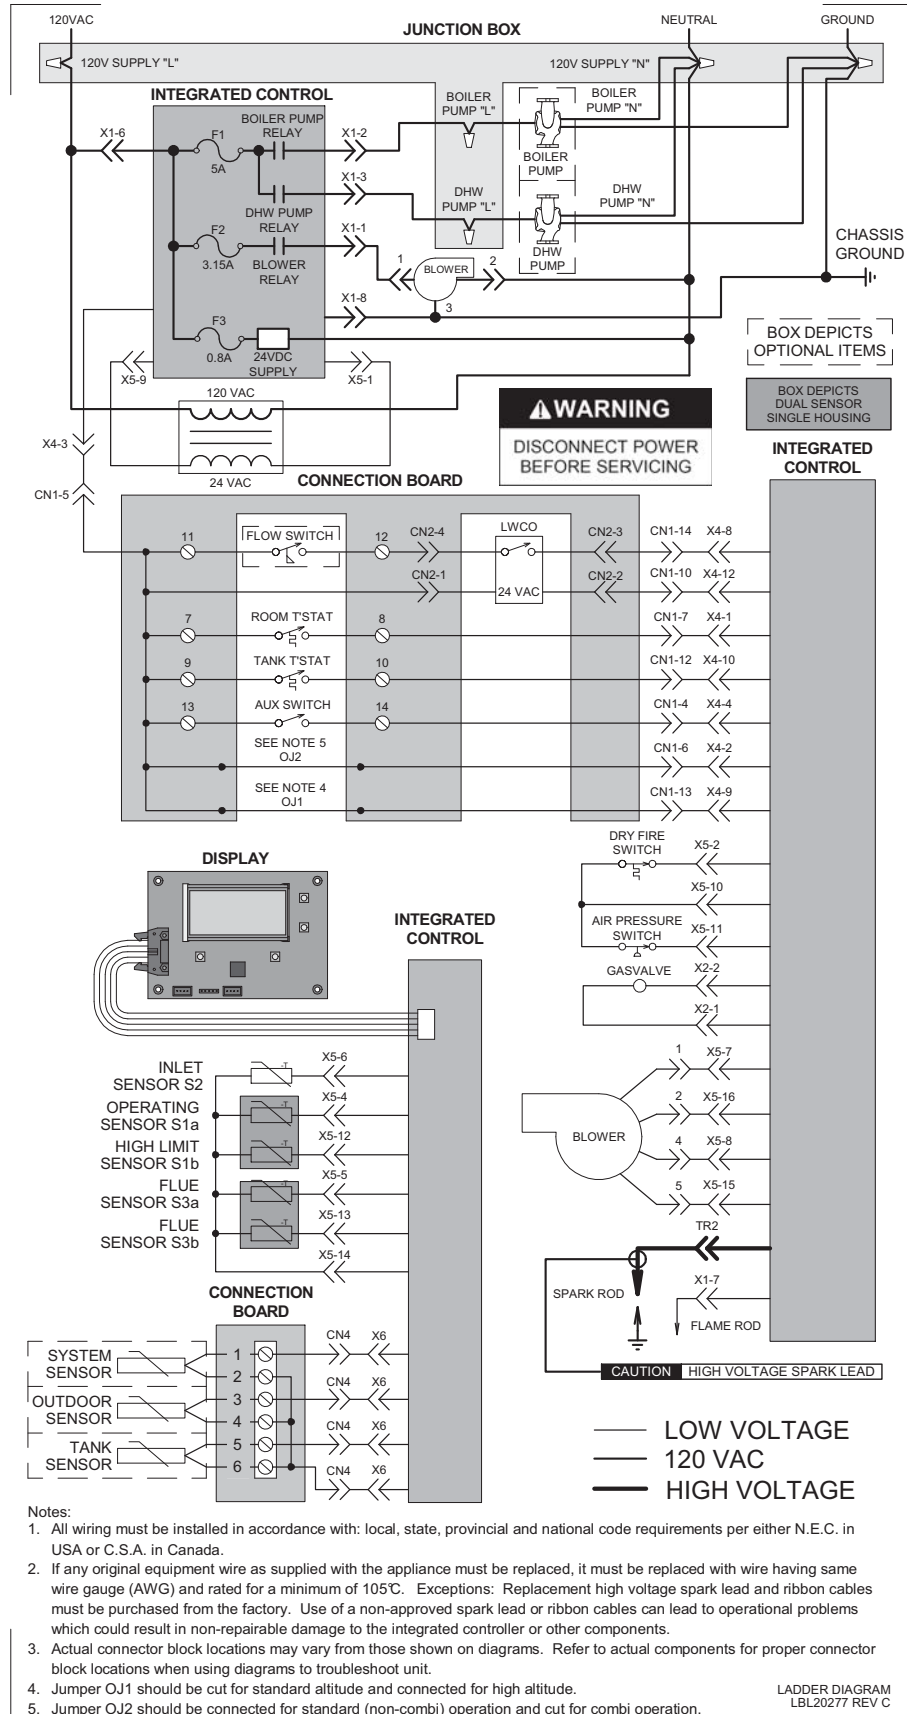 120VAC
NEUTRAL
GROUND
JUNCTION BOX
120V SUPPLY "L"
120V SUPPLY "N"
INTEGRATED CONTROL
BOILER
PUMP "L"
BOILER
PUMP "N"
BOILER PUMP
RELAY
X1-6
F1
5A
X1-2
BOILER
PUMP
X1-3
DHW
PUMP "L"
DHW
PUMP "N"
DHW PUMP
RELAY
X1-1
F2
3.15A
BLOWER
RELAY
1
BLOWER
2
3
DHW
PUMP
CHASSIS
GROUND
X1-8
F3
0.8A
24VDC
SUPPLY
X5-9
X5-1
BOX DEPICTS
OPTIONAL ITEMS
BOX DEPICTS
DUAL SENSOR
SINGLE HOUSING
120 VAC
24 VAC
WARNING
DISCONNECT POWER
BEFORE SERVICING
X4-3
CN1-5
CONNECTION BOARD
INTEGRATED
CONTROL
11
FLOW SWITCH
12
CN2-4
LWCO
CN2-3
CN1-14
X4-8
CN2-1
24 VAC
CN2-2
CN1-10
X4-12
7
ROOM T'STAT
8
CN1-7
X4-1
9
TANK T'STAT
10
CN1-12
X4-10
13
AUX SWITCH
14
CN1-4
X4-4
SEE NOTE 5
OJ2
CN1-6
X4-2
SEE NOTE 4
OJ1
CN1-13
X4-9
DRY FIRE
SWITCH
X5-2
X5-10
AIR PRESSURE
SWITCH
X5-11
GASVALVE
X2-2
X2-1
DISPLAY
INTEGRATED
CONTROL
INLET
SENSOR S2
-T
X5-6
OPERATING
SENSOR S1a
-T
X5-4
HIGH LIMIT
SENSOR S1b
-T
X5-12
FLUE
SENSOR S3a
-T
X5-5
FLUE
SENSOR S3b
-T
X5-13
X5-14
BLOWER
1
X5-7
2
X5-16
4
X5-8
5
X5-15
TR2
SPARK ROD
X1-7
FLAME ROD
CAUTION
HIGH VOLTAGE SPARK LEAD
CONNECTION
BOARD
SYSTEM
SENSOR
1
2
CN4
X6
OUTDOOR
SENSOR
3
4
CN4
X6
TANK
SENSOR
5
6
CN4
X6
CN4
X6
LOW VOLTAGE
120 VAC
HIGH VOLTAGE
Notes:
1. All wiring must be installed in accordance with: local, state, provincial and national code requirements per either N.E.C. in
USA or C.S.A. in Canada.
2. If any original equipment wire as supplied with the appliance must be replaced, it must be replaced with wire having same
wire gauge (AWG) and rated for a minimum of 105℃. Exceptions: Replacement high voltage spark lead and ribbon cables
must be purchased from the factory. Use of a non-approved spark lead or ribbon cables can lead to operational problems
which could result in non-repairable damage to the integrated controller or other components.
3. Actual connector block locations may vary from those shown on diagrams. Refer to actual components for proper connector
block locations when using diagrams to troubleshoot unit.
4. Jumper OJ1 should be cut for standard altitude and connected for high altitude.
5. Jumper OJ2 should be connected for standard (non-combi) operation and cut for combi operation.
LADDER DIAGRAM
LBL20277 REV C